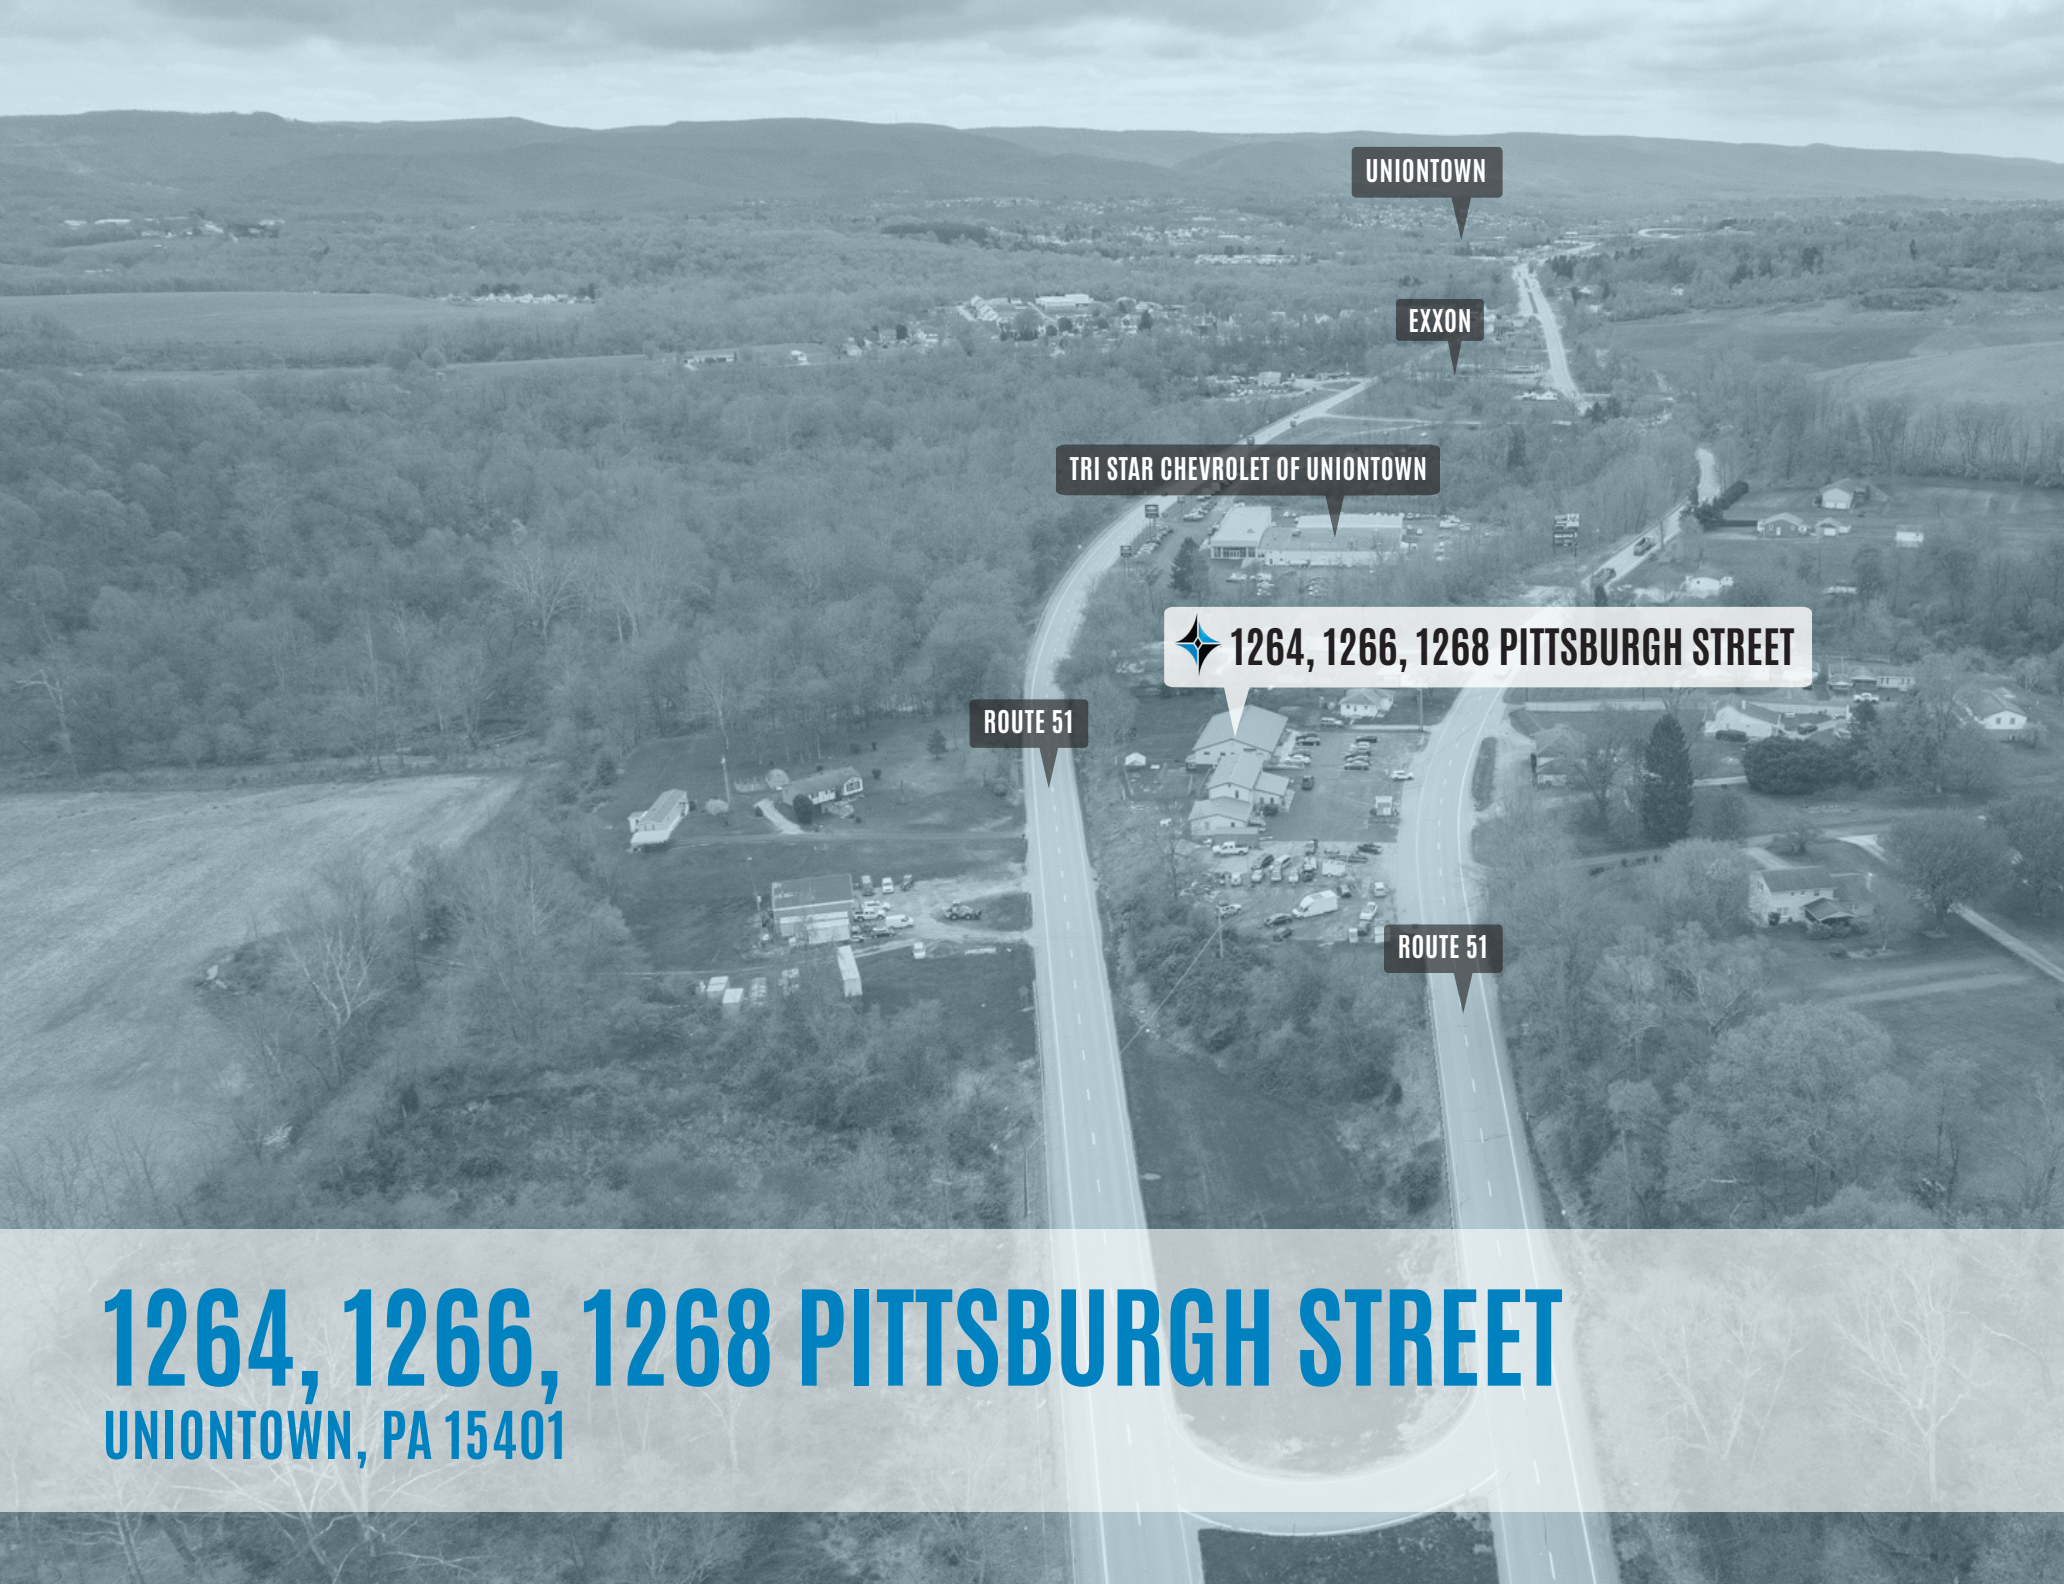 UNIONTOWN
EXXON
TRI STAR CHEVROLET OF UNIONTOWN
1264, 1266, 1268 PITTSBURGH STREET
ROUTE 51
ROUTE 51
1264, 1266, 1268 PITTSBURGH STREET
UNIONTOWN, PA 15401